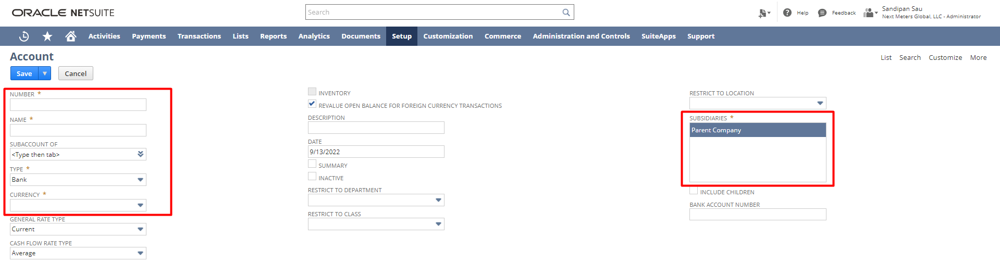 ORACLE NETSUITE
Search
Help
Feedback
Sandipan Sau
Next Meters Global, LLC - Administrator
Activities Payments Transactions Lists Reports Analytics Documents Setup Customization Commerce Administration and Controls SuiteApps Support
Account
List Search Customize More
Save Cancel
NUMBER *
NAME *
SUBACCOUNT OF
<Type then tab>
TYPE *
Bank
CURRENCY *
GENERAL RATE TYPE
Current
CASH FLOW RATE TYPE
Average
INVENTORY
REVALUE OPEN BALANCE FOR FOREIGN CURRENCY TRANSACTIONS
DESCRIPTION
DATE
9/13/2022
SUMMARY
INACTIVE
RESTRICT TO DEPARTMENT
RESTRICT TO CLASS
RESTRICT TO LOCATION
SUBSIDIARIES *
Parent Company
INCLUDE CHILDREN
BANK ACCOUNT NUMBER